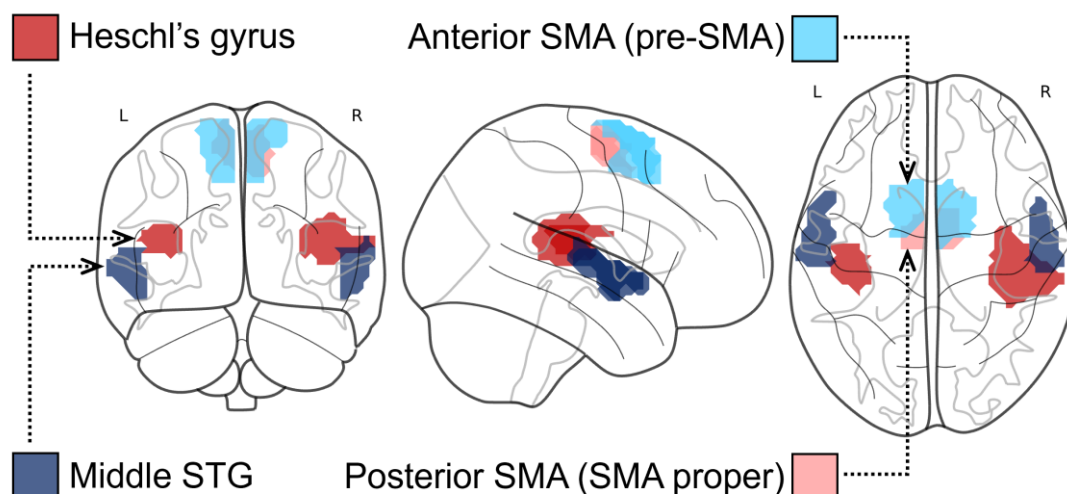 Heschl's gyrus
Anterior SMA (pre-SMA)
L
R
L
R
Middle STG
Posterior SMA (SMA proper)